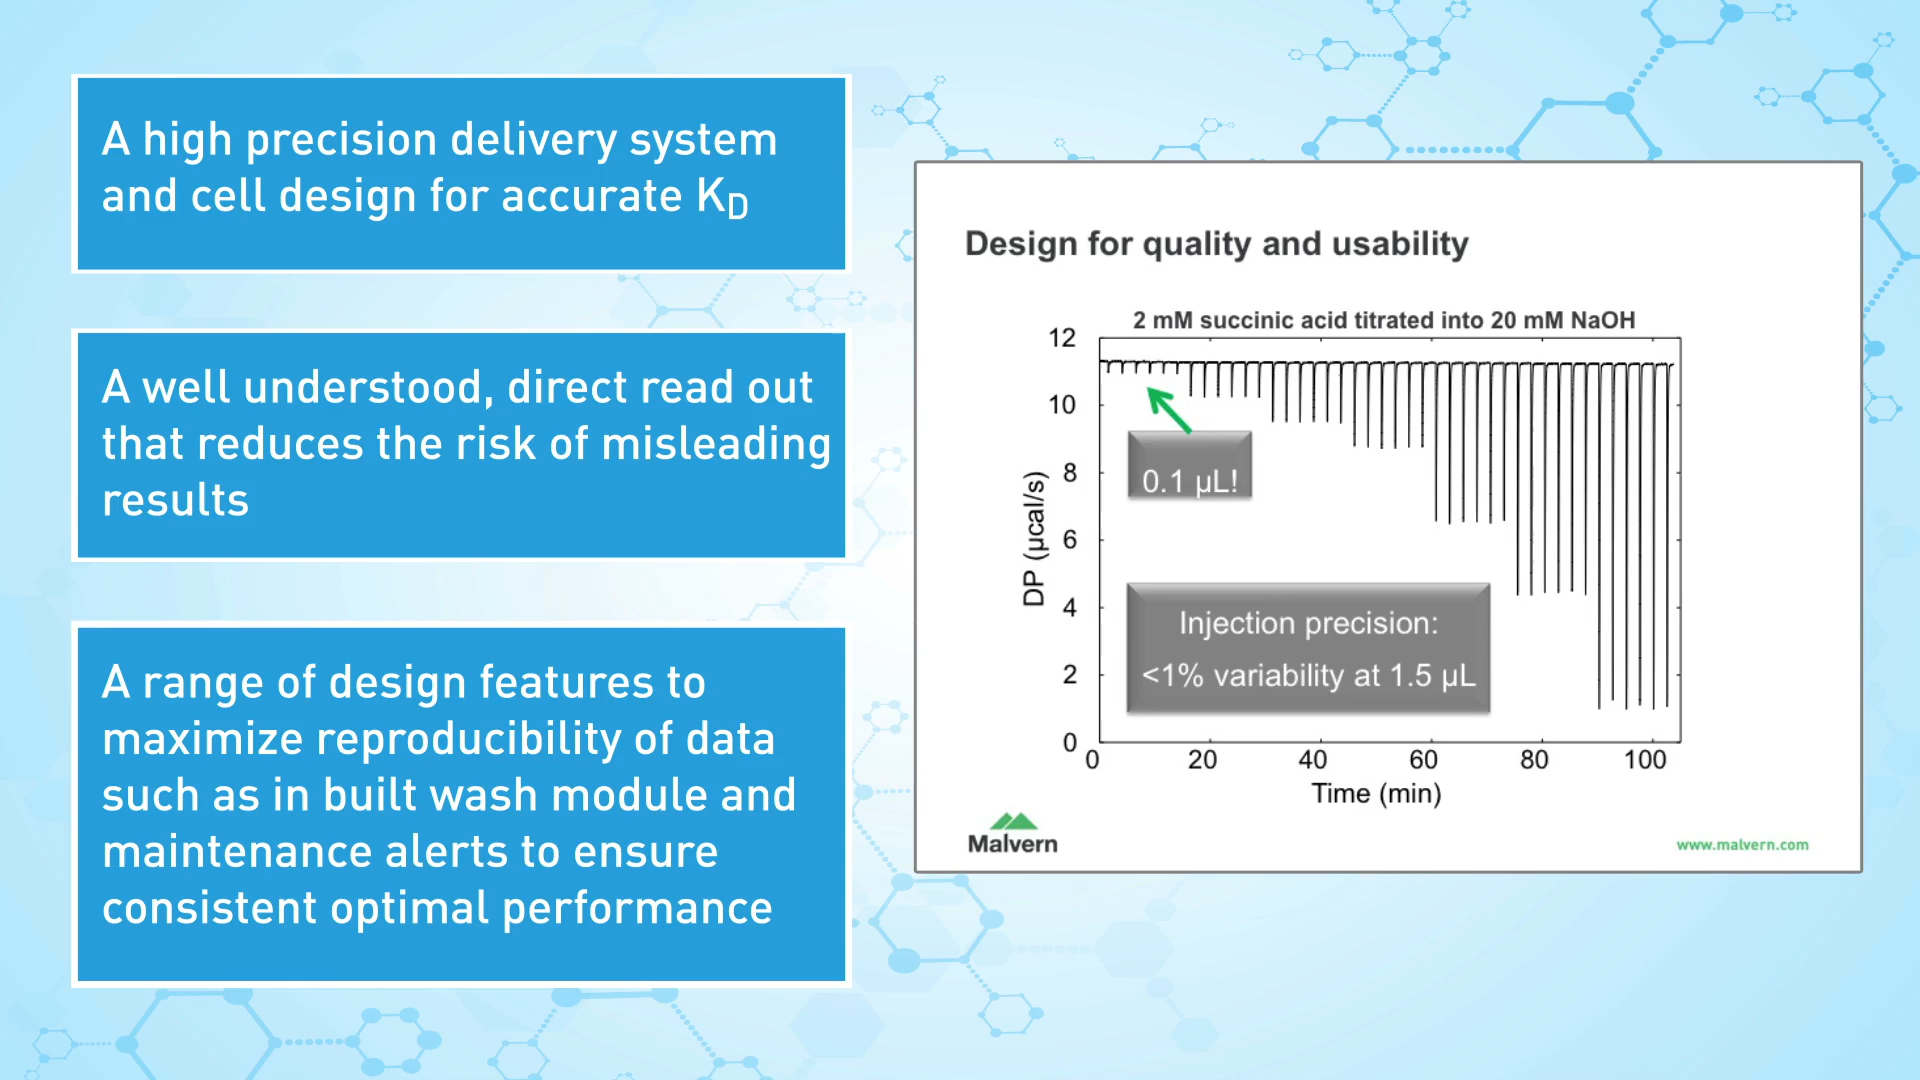 A high precision delivery system
and cell design for accurate KD
A well understood, direct read out
that reduces the risk of misleading
results
A range of design features to
maximize reproducibility of data
such as in built wash module and
maintenance alerts to ensure
consistent optimal performance
Design for quality and usability
2 mM succinic acid titrated into 20 mM NaOH
12
10
8
6
4
2
0
DP (µcal/s)
0.1 µL!
Injection precision:
<1% variability at 1.5 µL
0 20 40 60 80 100
Time (min)
Malvern
www.malvern.com